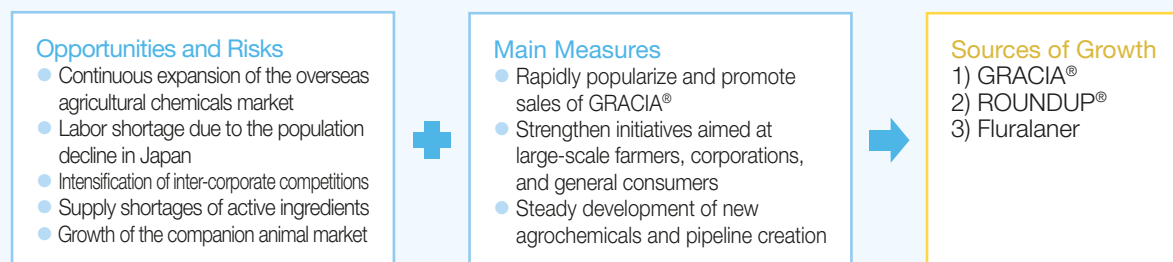 Opportunities and Risks
● Continuous expansion of the overseas
agricultural chemicals market
● Labor shortage due to the population
decline in Japan
● Intensification of inter-corporate competitions
● Supply shortages of active ingredients
● Growth of the companion animal market
Main Measures
● Rapidly popularize and promote
sales of GRACIA®
● Strengthen initiatives aimed at
large-scale farmers, corporations,
and general consumers
● Steady development of new
agrochemicals and pipeline creation
Sources of Growth
1) GRACIA®
2) ROUNDUP®
3) Fluralaner